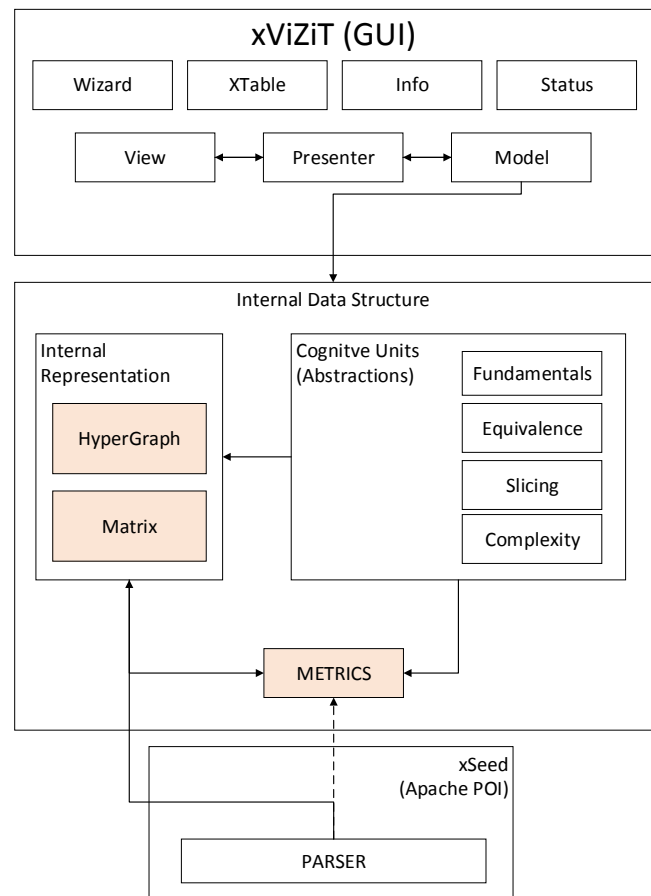 xViZiT (GUI)
Wizard
XTable
Info
Status
View
Presenter
Model
Internal Data Structure
Internal
Representation
HyperGraph
Matrix
Cognitve Units
(Abstractions)
Fundamentals
Equivalence
Slicing
Complexity
METRICS
xSeed
(Apache POI)
PARSER